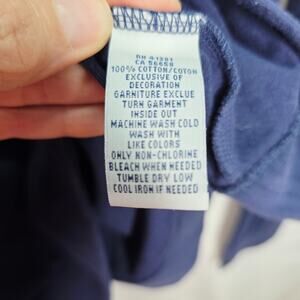 RN 41381
CA 56658
100% COTTON/COTON
EXCLUSIVE OF
DECORATION
GARNITURE EXCLUE
TURN GARMENT
INSIDE OUT
MACHINE WASH COLD
WASH WITH
LIKE COLORS
ONLY NON-CHLORINE
BLEACH WHEN NEEDED
TUMBLE DRY LOW
COOL IRON IF NEEDED